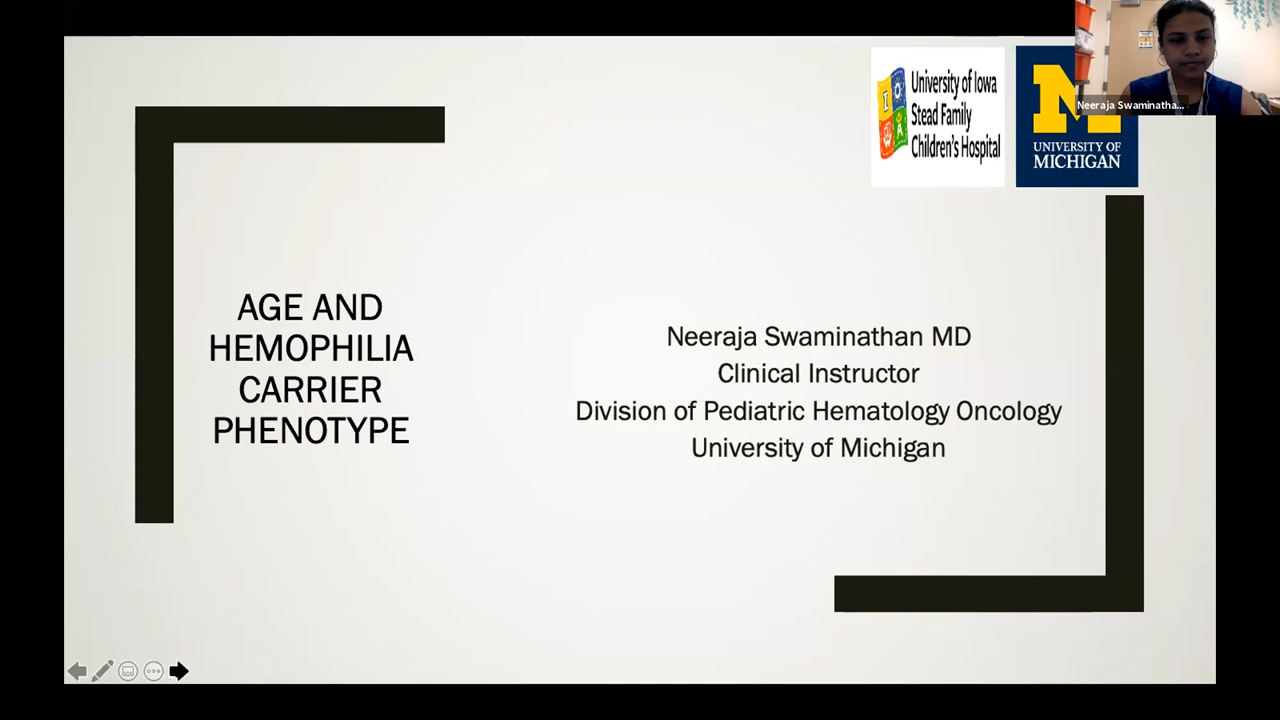 University of Iowa
Stead Family
Children's Hospital
M
UNIVERSITY OF
MICHIGAN
Neeraja Swaminatha...
AGE AND
HEMOPHILIA
CARRIER
PHENOTYPE
Neeraja Swaminathan MD
Clinical Instructor
Division of Pediatric Hematology Oncology
University of Michigan